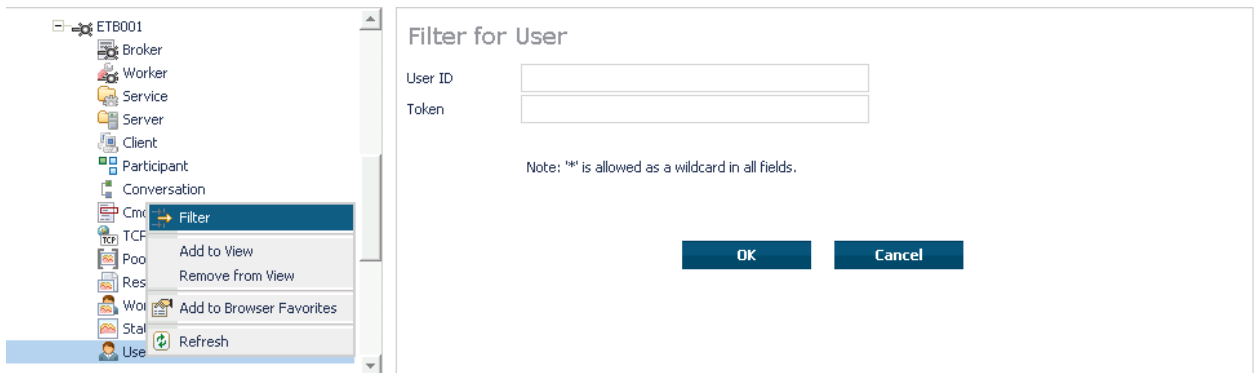 ETB001
Broker
Worker
Service
Server
Client
Participant
Conversation
Filter
Add to View
Remove from View
Add to Browser Favorites
Refresh
Filter for User
User ID
Token
Note: '*' is allowed as a wildcard in all fields.
OK
Cancel